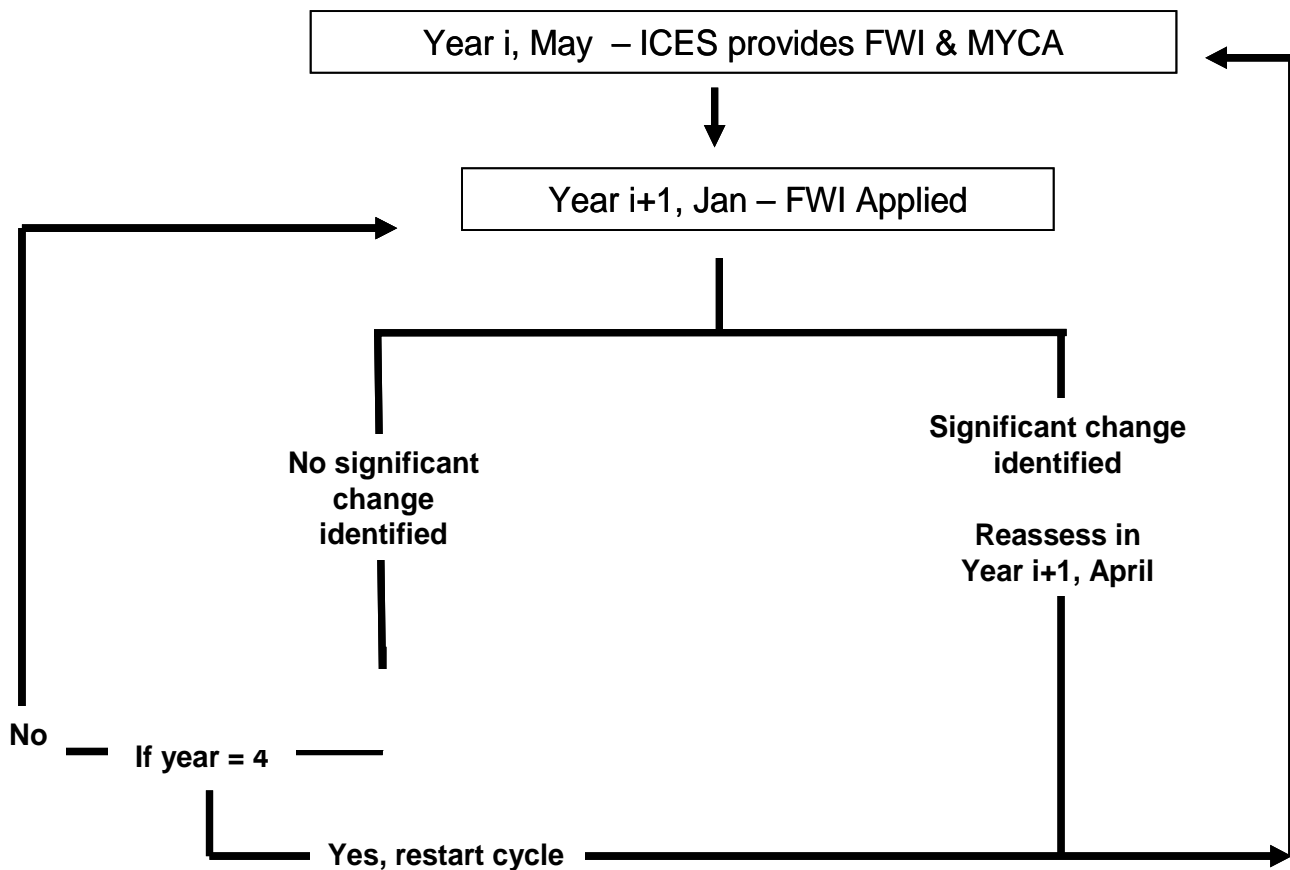 Year i, May – ICES provides FWI & MYCA
Year i+1, Jan – FWI Applied
No significant
change
identified
Significant change
identified
Reassess in
Year i+1, April
No
If year = 4
Yes, restart cycle